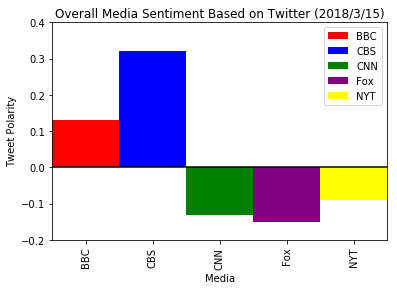 Overall Media Sentiment Based on Twitter (2018/3/15)
0.4
0.3
0.2
0.1
0.0
−0.1
−0.2
Tweet Polarity
BBC
CBS
CNN
Fox
NYT
BBC
CBS
CNN
Fox
NYT
Media